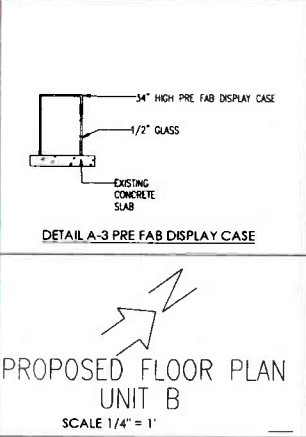 54" HIGH PRE FAB DISPLAY CASE
1/2" GLASS
EXISTING
CONCRETE
SLAB
DETAIL A-3 PRE FAB DISPLAY CASE
N
PROPOSED FLOOR PLAN
UNIT B
SCALE 1/4" = 1'